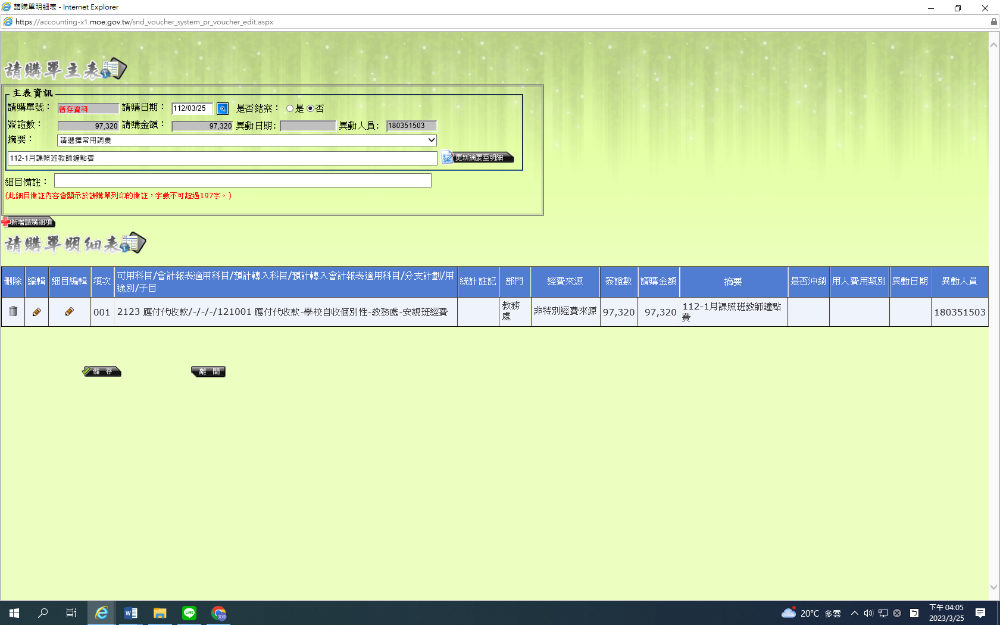 請購單明細表 - Internet Explorer
https://accounting-x1.moe.gov.tw/snd_voucher_system_pr_voucher_edit.aspx
請購單主表
主表資訊
請購單號： 暫存資料 請購日期： 112/03/25 是否結案： 是 否
簽證數： 97,320 請購金額： 97,320 異動日期： 異動人員： 180351503
摘要： 請選擇常用詞彙
112-1月課照班教師鐘點費 更新摘要至明細
細目備註：
(此細目備註內容會顯示於請購單列印的備註，字數不可超過197字。)
新增請購細項
請購單明細表
刪除 編輯 細目編輯 項次 可用科目/會計報表適用科目/預計轉入科目/預計轉入會計報表適用科目/分支計劃/用 統計註記 部門 經費來源 簽證數 請購金額 摘要 是否沖銷 用人費用類別 異動日期 異動人員
途別/子目
001 2123 應付代收款/-/-/-/121001 應付代收款-學校自收個別性-教務處-安親班經費 教務 非特別經費來源 97,320 97,320 112-1月課照班教師鐘點 180351503
處 費
儲 存 離 開
20°C 多雲 下午 04:05
2023/3/25